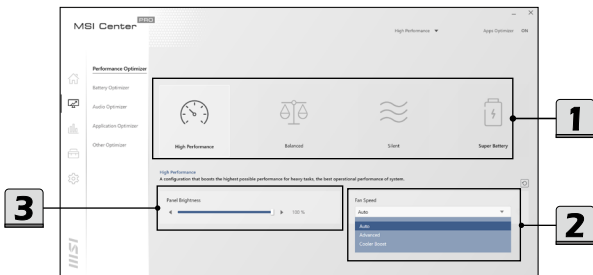 MSI Center PRO
High Performance
Apps Optimizer ON
Performance Optimizer
Battery Optimizer
Audio Optimizer
Application Optimizer
Other Optimizer
High Performance
Balanced
Silent
Super Battery
1
High Performance
A configuration that boosts the highest possible performance for heavy tasks; the best operational performance of system.
3
Panel Brightness
100 %
Fan Speed
Auto
Auto
Advanced
Cooler Boost
2
msi